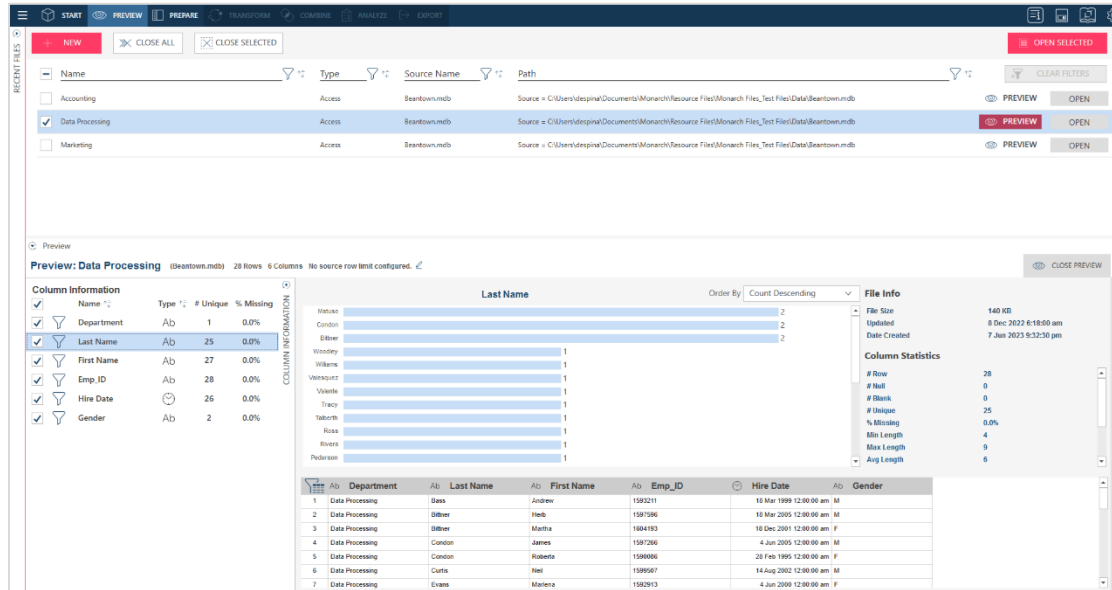 START PREVIEW PREPARE TRANSFORM COMBINE ANALYZE EXPORT
RECENT FILES
NEW CLOSE ALL CLOSE SELECTED OPEN SELECTED
Name Type Source Name Path CLEAR FILTERS
Accounting Access Beantown.mdb Source = C:\Users\despina\Documents\Monarch\Resource Files\Monarch Files_Test Files\Data\Beantown.mdb PREVIEW OPEN
Data Processing Access Beantown.mdb Source = C:\Users\despina\Documents\Monarch\Resource Files\Monarch Files_Test Files\Data\Beantown.mdb PREVIEW OPEN
Marketing Access Beantown.mdb Source = C:\Users\despina\Documents\Monarch\Resource Files\Monarch Files_Test Files\Data\Beantown.mdb PREVIEW OPEN
Preview
Preview: Data Processing (Beantown.mdb) 28 Rows 6 Columns No source row limit configured. CLOSE PREVIEW
Column Information
Name Type # Unique % Missing
Department Ab 1 0.0%
Last Name Ab 25 0.0%
First Name Ab 27 0.0%
Emp_ID Ab 28 0.0%
Hire Date 26 0.0%
Gender Ab 2 0.0%
COLUMN INFORMATION
Last Name Order By Count Descending
Matuso 2
Condon 2
Bittner 2
Woodley 1
Williams 1
Valesquez 1
Valente 1
Tracy 1
Talberth 1
Ross 1
Rivera 1
Pederson 1
File Info
File Size 140 KB
Updated 8 Dec 2022 6:18:00 am
Date Created 7 Jun 2023 9:32:30 pm
Column Statistics
# Row 28
# Null 0
# Blank 0
# Unique 25
% Missing 0.0%
Min Length 4
Max Length 9
Avg Length 6
Ab Department Ab Last Name Ab First Name Ab Emp_ID Hire Date Ab Gender
1 Data Processing Bass Andrew 1593211 18 Mar 1999 12:00:00 am M
2 Data Processing Bittner Herb 1597596 18 Mar 2005 12:00:00 am M
3 Data Processing Bittner Martha 1604193 18 Dec 2001 12:00:00 am F
4 Data Processing Condon James 1597266 4 Jun 2005 12:00:00 am M
5 Data Processing Condon Roberta 1590086 28 Feb 1995 12:00:00 am F
6 Data Processing Curtis Neil 1599507 14 Aug 2002 12:00:00 am M
7 Data Processing Evans Marlena 1592913 4 Jun 2000 12:00:00 am F